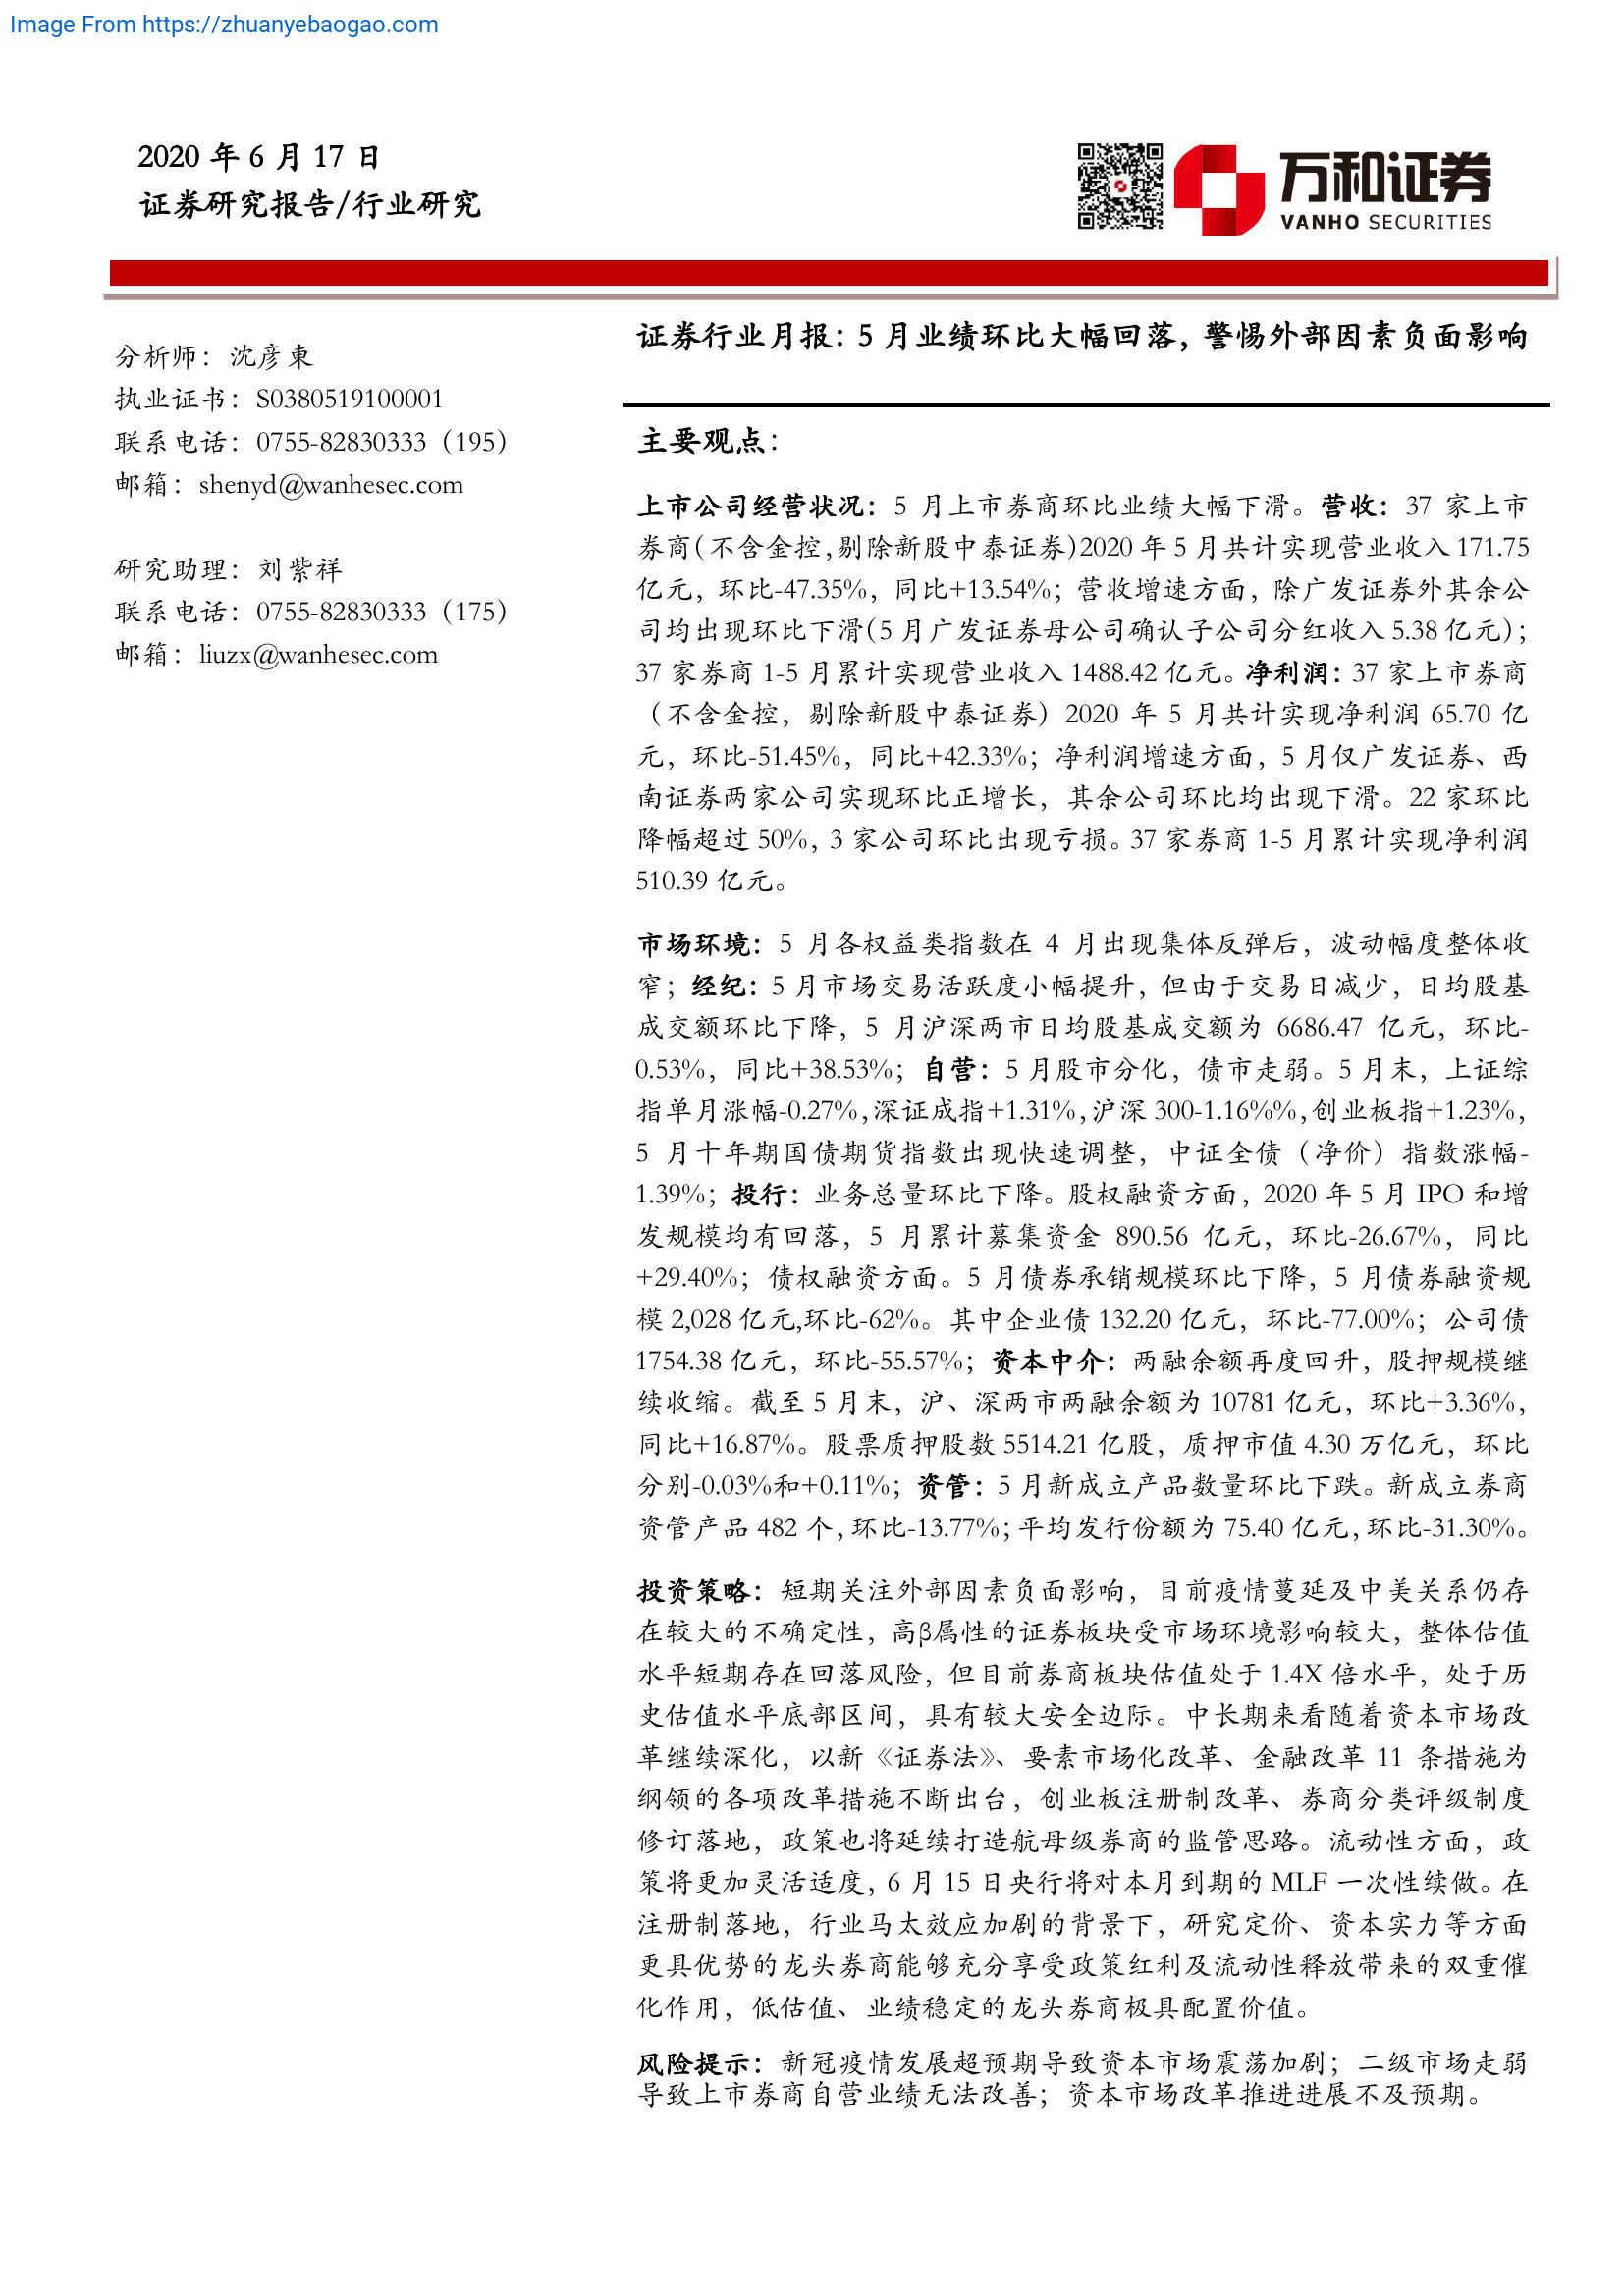 Image From https://zhuanyebaogao.com
2020 年 6 月 17 日
证券研究报告/行业研究
万和证券
VANHO SECURITIES
分析师：沈彦東
执业证书：S0380519100001
联系电话：0755-82830333（195）
邮箱：shenyd@wanhesec.com
研究助理：刘紫祥
联系电话：0755-82830333（175）
邮箱：liuzx@wanhesec.com
证券行业月报：5 月业绩环比大幅回落，警惕外部因素负面影响
主要观点：
上市公司经营状况：5 月上市券商环比业绩大幅下滑。营收：37 家上市
券商（不含金控，剔除新股中泰证券）2020 年 5 月共计实现营业收入 171.75
亿元，环比-47.35%，同比+13.54%；营收增速方面，除广发证券外其余公
司均出现环比下滑（5 月广发证券母公司确认子公司分红收入 5.38 亿元）；
37 家券商 1-5 月累计实现营业收入 1488.42 亿元。净利润：37 家上市券商
（不含金控，剔除新股中泰证券）2020 年 5 月共计实现净利润 65.70 亿
元，环比-51.45%，同比+42.33%；净利润增速方面，5 月仅广发证券、西
南证券两家公司实现环比正增长，其余公司环比均出现下滑。22 家环比
降幅超过 50%，3 家公司环比出现亏损。37 家券商 1-5 月累计实现净利润
510.39 亿元。
市场环境：5 月各权益类指数在 4 月出现集体反弹后，波动幅度整体收
窄；经纪：5 月市场交易活跃度小幅提升，但由于交易日减少，日均股基
成交额环比下降，5 月沪深两市日均股基成交额为 6686.47 亿元，环比-
0.53%，同比+38.53%；自营：5 月股市分化，债市走弱。5 月末，上证综
指单月涨幅-0.27%，深证成指+1.31%，沪深 300-1.16%%，创业板指+1.23%，
5 月十年期国债期货指数出现快速调整，中证全债（净价）指数涨幅-
1.39%；投行：业务总量环比下降。股权融资方面，2020 年 5 月 IPO 和增
发规模均有回落，5 月累计募集资金 890.56 亿元，环比-26.67%，同比
+29.40%；债权融资方面。5 月债券承销规模环比下降，5 月债券融资规
模 2,028 亿元,环比-62%。其中企业债 132.20 亿元，环比-77.00%；公司债
1754.38 亿元，环比-55.57%；资本中介：两融余额再度回升，股押规模继
续收缩。截至 5 月末，沪、深两市两融余额为 10781 亿元，环比+3.36%，
同比+16.87%。股票质押股数 5514.21 亿股，质押市值 4.30 万亿元，环比
分别-0.03%和+0.11%；资管：5 月新成立产品数量环比下跌。新成立券商
资管产品 482 个，环比-13.77%；平均发行份额为 75.40 亿元，环比-31.30%。
投资策略：短期关注外部因素负面影响，目前疫情蔓延及中美关系仍存
在较大的不确定性，高β属性的证券板块受市场环境影响较大，整体估值
水平短期存在回落风险，但目前券商板块估值处于 1.4X 倍水平，处于历
史估值水平底部区间，具有较大安全边际。中长期来看随着资本市场改
革继续深化，以新《证券法》、要素市场化改革、金融改革 11 条措施为
纲领的各项改革措施不断出台，创业板注册制改革、券商分类评级制度
修订落地，政策也将延续打造航母级券商的监管思路。流动性方面，政
策将更加灵活适度，6 月 15 日央行将对本月到期的 MLF 一次性续做。在
注册制落地，行业马太效应加剧的背景下，研究定价、资本实力等方面
更具优势的龙头券商能够充分享受政策红利及流动性释放带来的双重催
化作用，低估值、业绩稳定的龙头券商极具配置价值。
风险提示：新冠疫情发展超预期导致资本市场震荡加剧；二级市场走弱
导致上市券商自营业绩无法改善；资本市场改革推进进展不及预期。